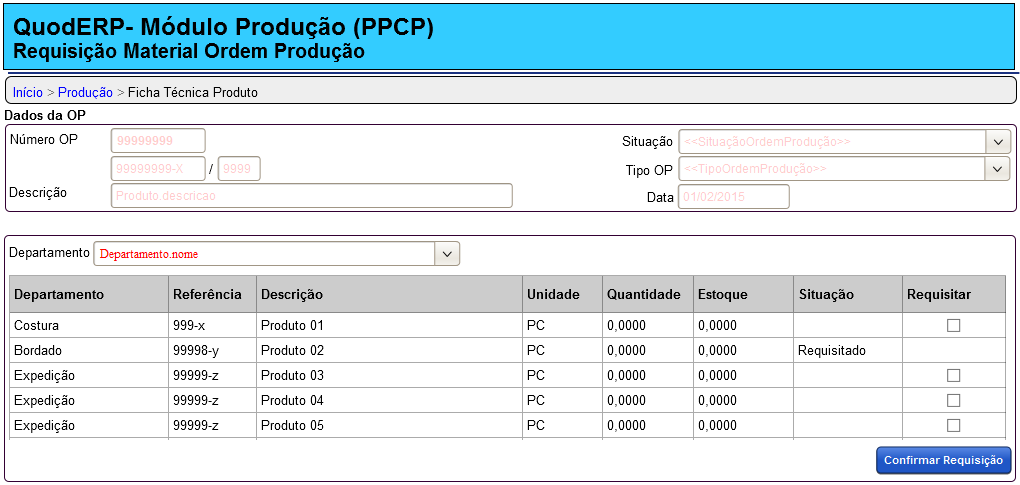 QuodERP- Módulo Produção (PPCP)
Requisição Material Ordem Produção
Início > Produção > Ficha Técnica Produto
Dados da OP
Número OP 99999999 Situação <<SituaçãoOrdemProdução>>
99999999-X / 9999 Tipo OP <<TipoOrdemProdução>>
Descrição Produto.descricao Data 01/02/2015
Departamento Departamento.nome
Departamento Referência Descrição Unidade Quantidade Estoque Situação Requisitar
Costura 999-x Produto 01 PC 0,0000 0,0000
Bordado 99998-y Produto 02 PC 0,0000 0,0000 Requisitado
Expedição 99999-z Produto 03 PC 0,0000 0,0000
Expedição 99999-z Produto 04 PC 0,0000 0,0000
Expedição 99999-z Produto 05 PC 0,0000 0,0000
Confirmar Requisição